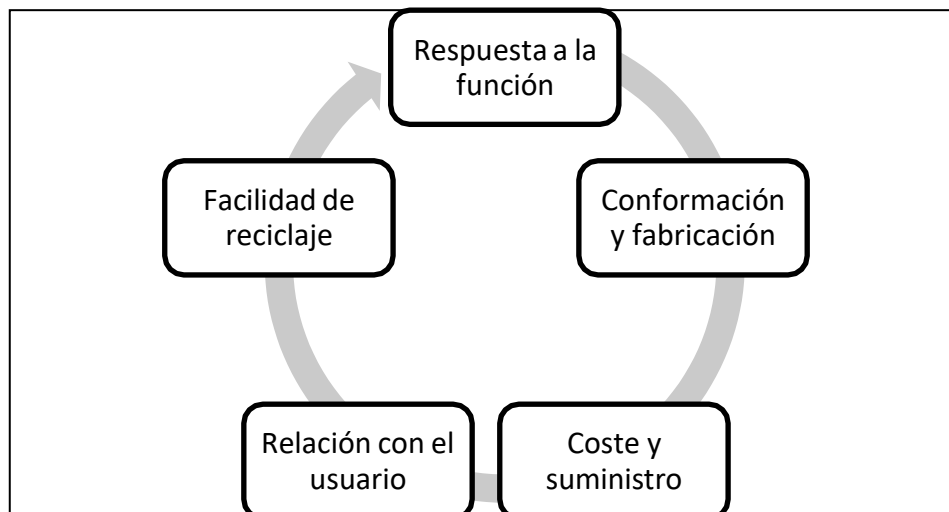 Respuesta a la
función
Conformación
y fabricación
Coste y
suministro
Relación con el
usuario
Facilidad de
reciclaje